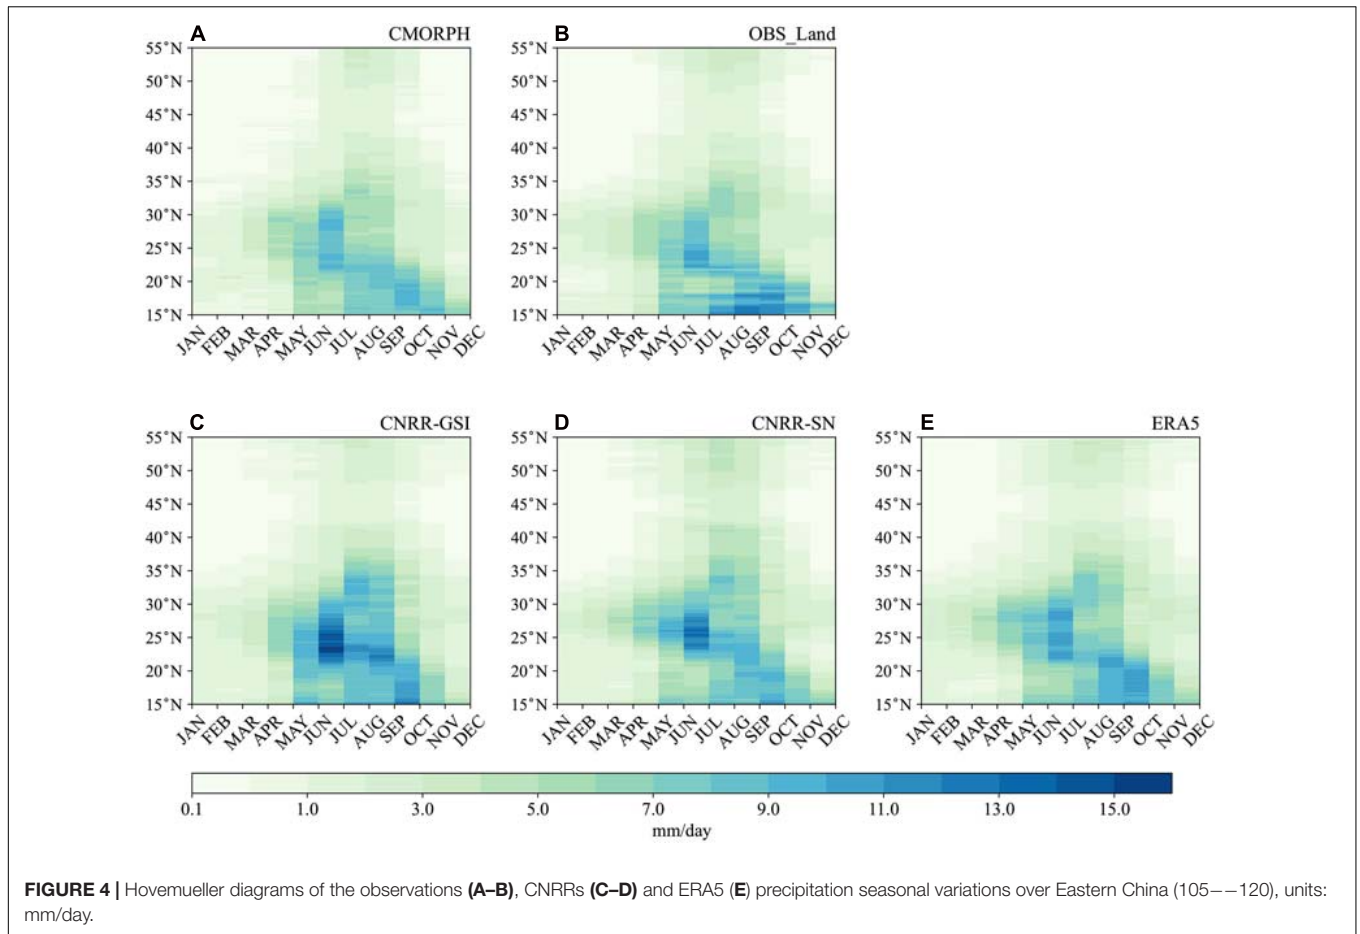 A CMORPH
B OBS_Land
55°N
50°N
45°N
40°N
35°N
30°N
25°N
20°N
15°N
JAN FEB MAR APR MAY JUN JUL AUG SEP OCT NOV DEC
55°N
50°N
45°N
40°N
35°N
30°N
25°N
20°N
15°N
JAN FEB MAR APR MAY JUN JUL AUG SEP OCT NOV DEC
C CNRR-GSI
D CNRR-SN
E ERA5
55°N
50°N
45°N
40°N
35°N
30°N
25°N
20°N
15°N
JAN FEB MAR APR MAY JUN JUL AUG SEP OCT NOV DEC
55°N
50°N
45°N
40°N
35°N
30°N
25°N
20°N
15°N
JAN FEB MAR APR MAY JUN JUL AUG SEP OCT NOV DEC
55°N
50°N
45°N
40°N
35°N
30°N
25°N
20°N
15°N
JAN FEB MAR APR MAY JUN JUL AUG SEP OCT NOV DEC
0.1 1.0 3.0 5.0 7.0 9.0 11.0 13.0 15.0
mm/day
FIGURE 4 | Hovemueller diagrams of the observations (A–B), CNRRs (C–D) and ERA5 (E) precipitation seasonal variations over Eastern China (105−−120), units:
mm/day.